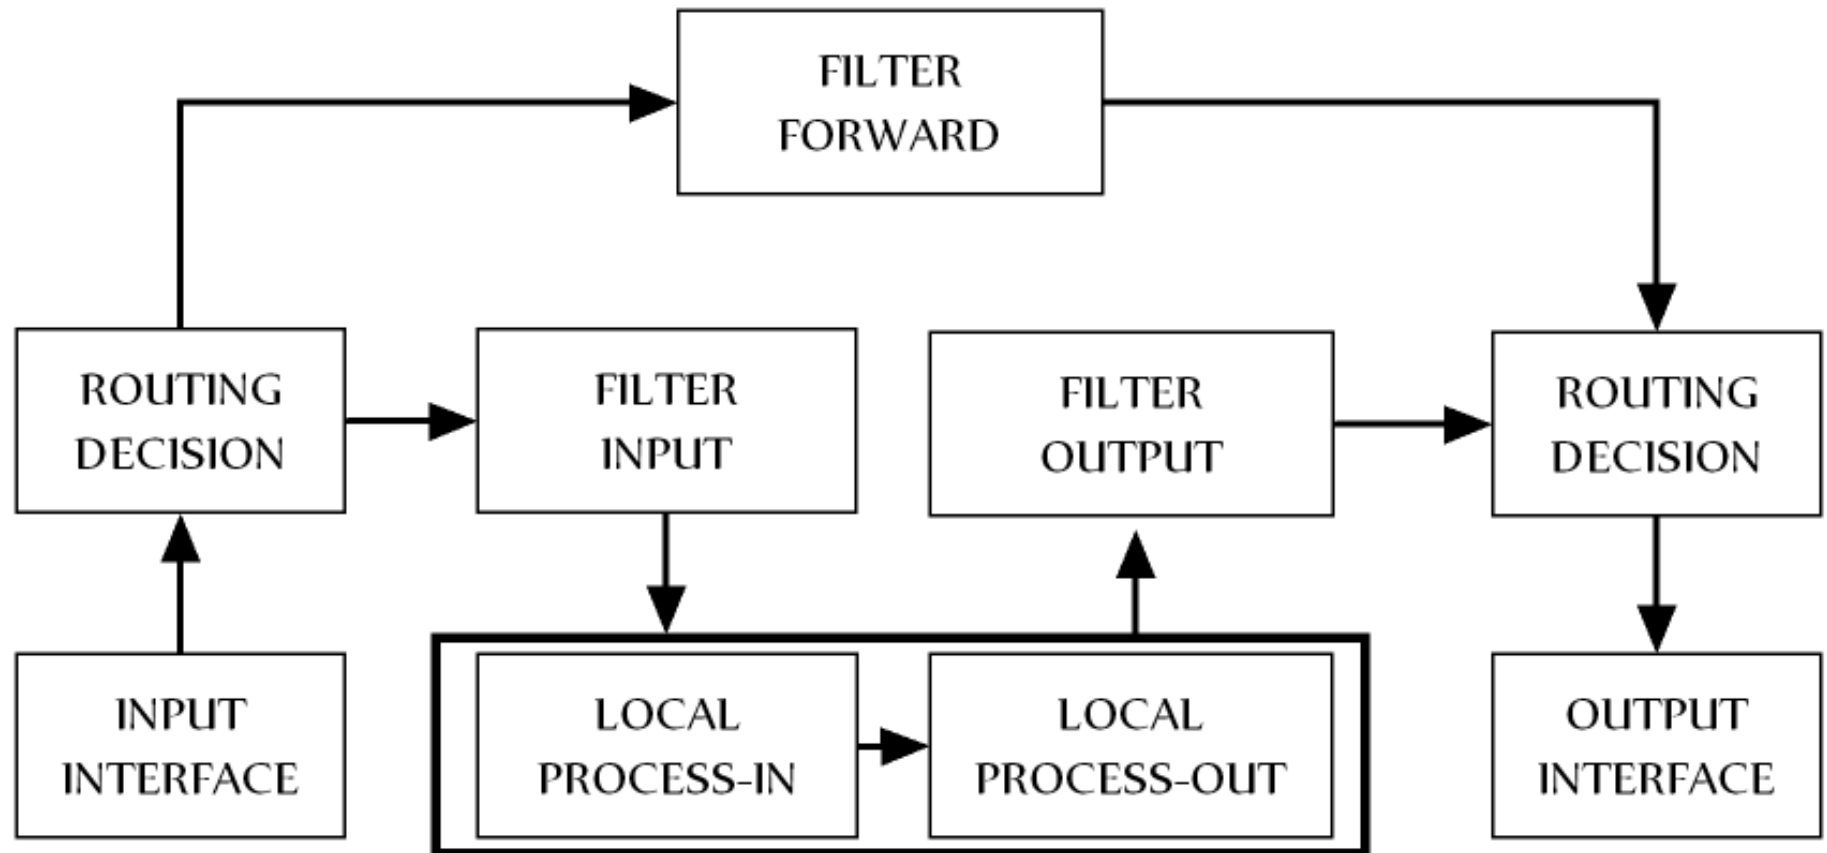 FILTER
FORWARD
ROUTING
DECISION
FILTER
INPUT
FILTER
OUTPUT
ROUTING
DECISION
INPUT
INTERFACE
LOCAL
PROCESS-IN
LOCAL
PROCESS-OUT
OUTPUT
INTERFACE